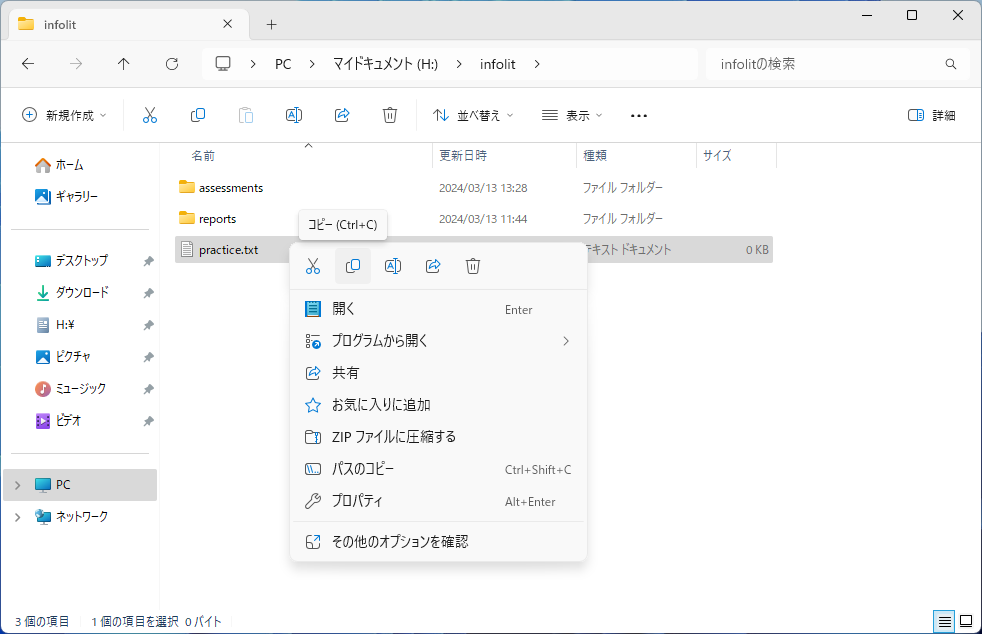 infolit
PC マイドキュメント (H:) infolit
infolitの検索
新規作成 並べ替え 表示 詳細
名前 更新日時 種類 サイズ
ホーム
ギャラリー
デスクトップ
ダウンロード
H:¥
ピクチャ
ミュージック
ビデオ
PC
ネットワーク
assessments 2024/03/13 13:28 ファイル フォルダー
reports 2024/03/13 11:44 ファイル フォルダー
practice.txt テキスト ドキュメント 0 KB
コピー (Ctrl+C)
開く Enter
プログラムから開く
共有
お気に入りに追加
ZIP ファイルに圧縮する
パスのコピー Ctrl+Shift+C
プロパティ Alt+Enter
その他のオプションを確認
3 個の項目 1 個の項目を選択 0 バイト